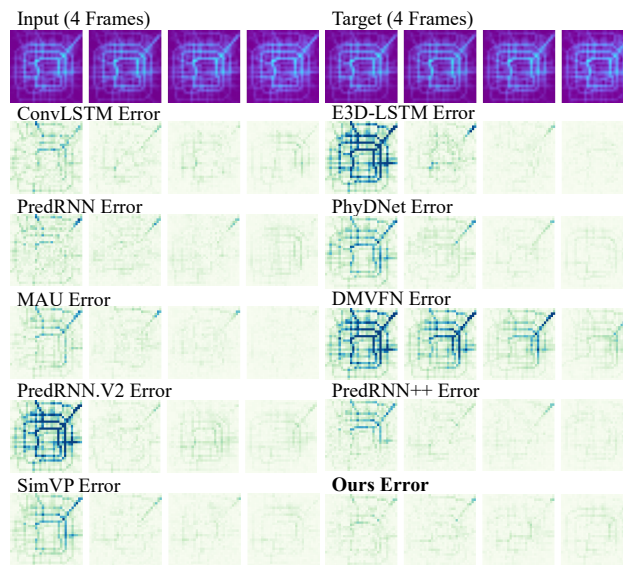 Input (4 Frames)
Target (4 Frames)
ConvLSTM Error
E3D-LSTM Error
PredRNN Error
PhyDNet Error
MAU Error
DMVFN Error
PredRNN.V2 Error
PredRNN++ Error
SimVP Error
Ours Error